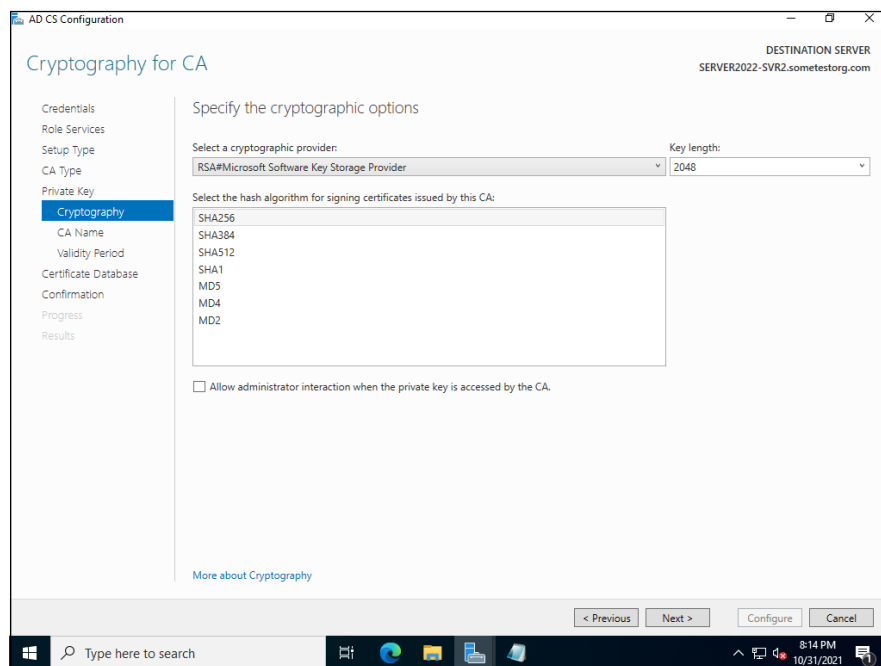 AD CS Configuration
Cryptography for CA
DESTINATION SERVER
SERVER2022-SVR2.sometestorg.com
Credentials
Role Services
Setup Type
CA Type
Private Key
Cryptography
CA Name
Validity Period
Certificate Database
Confirmation
Progress
Results
Specify the cryptographic options
Select a cryptographic provider:
Key length:
RSA#Microsoft Software Key Storage Provider
2048
Select the hash algorithm for signing certificates issued by this CA:
SHA256
SHA384
SHA512
SHA1
MD5
MD4
MD2
Allow administrator interaction when the private key is accessed by the CA.
More about Cryptography
< Previous
Next >
Configure
Cancel
Type here to search
8:14 PM
10/31/2021
1